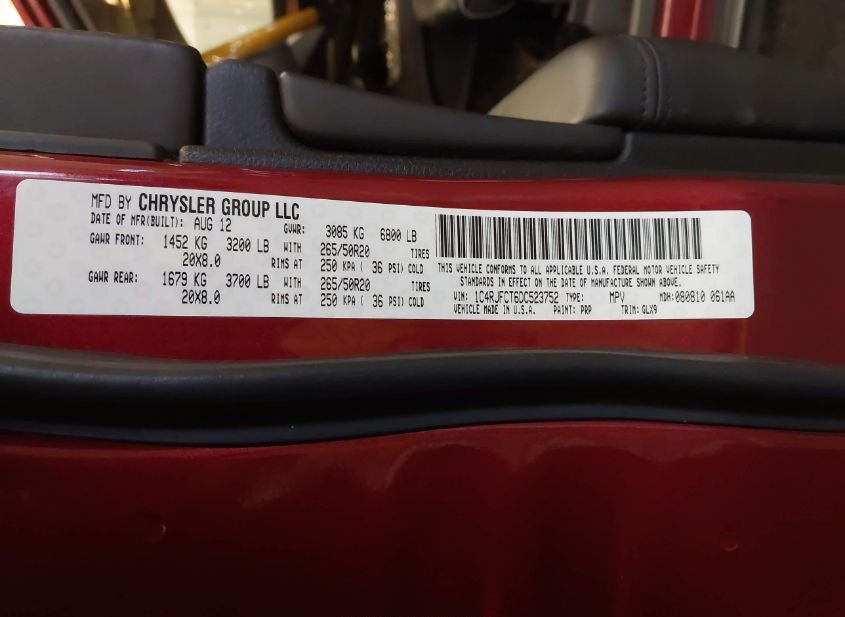 MFD BY CHRYSLER GROUP LLC
DATE OF MFR(BUILT): AUG 12 GVWR: 3085 KG 6800 LB
GAWR FRONT: 1452 KG 3200 LB WITH 265/50R20 TIRES
20X8.0 RIMS AT 250 KPA ( 36 PSI) COLD
GAWR REAR: 1679 KG 3700 LB WITH 265/50R20 TIRES
20X8.0 RIMS AT 250 KPA ( 36 PSI) COLD
THIS VEHICLE CONFORMS TO ALL APPLICABLE U.S.A. FEDERAL MOTOR VEHICLE SAFETY
STANDARDS IN EFFECT ON THE DATE OF MANUFACTURE SHOWN ABOVE.
VIN: 1C4RJFCT6DC523752 TYPE: MPV MDH: 080810 061AA
VEHICLE MADE IN U.S.A. PAINT: PRP TRIM: GLX9